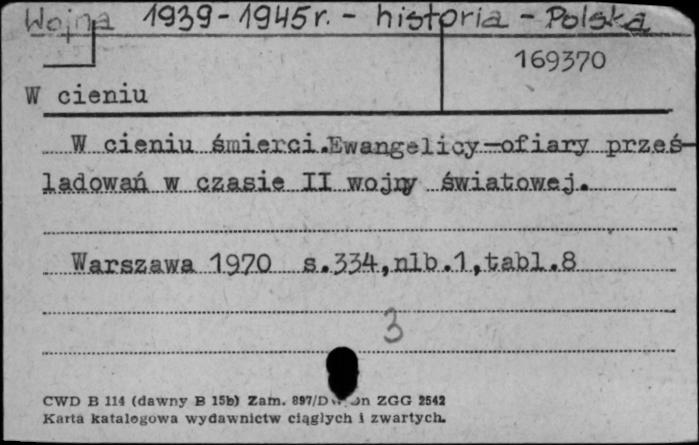 Wojna 1939-1945r. - historia - Polska
169370
W cieniu
W cieniu śmierci.Ewangelicy-ofiary prześ-
ladowań w czasie II wojny światowej.
Warszawa 1970 s.334,nlb.1,tabl.8
3
CWD B 114 (dawny B 15b) Zam. 897/ ZGG 2542
Karta katalogowa wydawnictw ciągłych i zwartych.